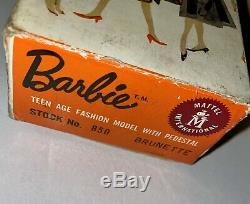 Barbie T.M.
TEEN AGE FASHION MODEL WITH PEDESTAL
STOCK No. 850 BRUNETTE
MATTEL
M
INTERNATIONAL